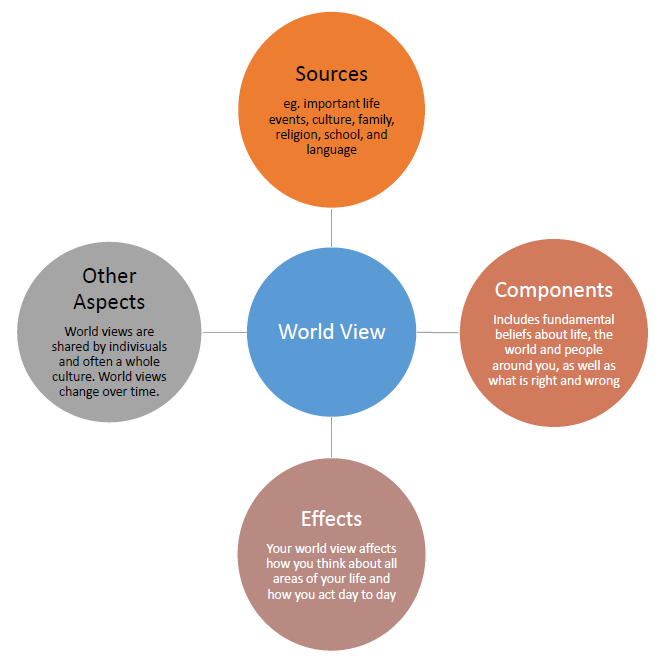 Sources
eg. important life
events, culture, family,
religion, school, and
language
Other
Aspects
World views are
shared by indivisuals
and often a whole
culture. World views
change over time.
World View
Components
Includes fundamental
beliefs about life, the
world and people
around you, as well as
what is right and wrong
Effects
Your world view affects
how you think about all
areas of your life and
how you act day to day